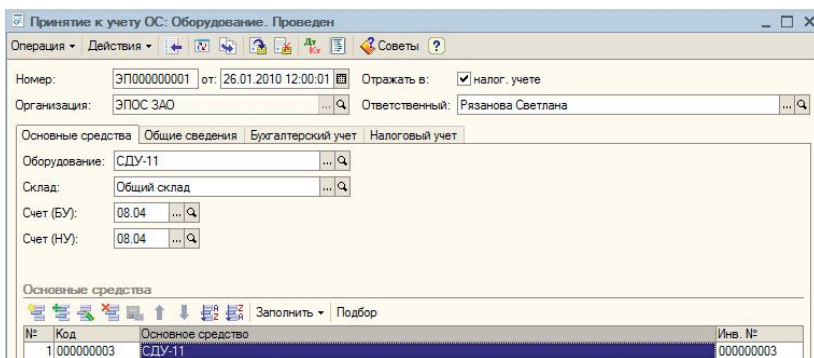 Принятие к учету ОС: Оборудование. Проведен
Операция Действия Дт Кт Советы ?
Номер: ЭП000000001 от: 26.01.2010 12:00:01 Отражать в: налог. учете
Организация: ЭПОС ЗАО ... Ответственный: Рязанова Светлана ...
Основные средства Общие сведения Бухгалтерский учет Налоговый учет
Оборудование: СДУ-11 ...
Склад: Общий склад ...
Счет (БУ): 08.04 ...
Счет (НУ): 08.04 ...
Основные средства
Заполнить Подбор
№ Код Основное средство Инв. №
1 000000003 СДУ-11 000000003